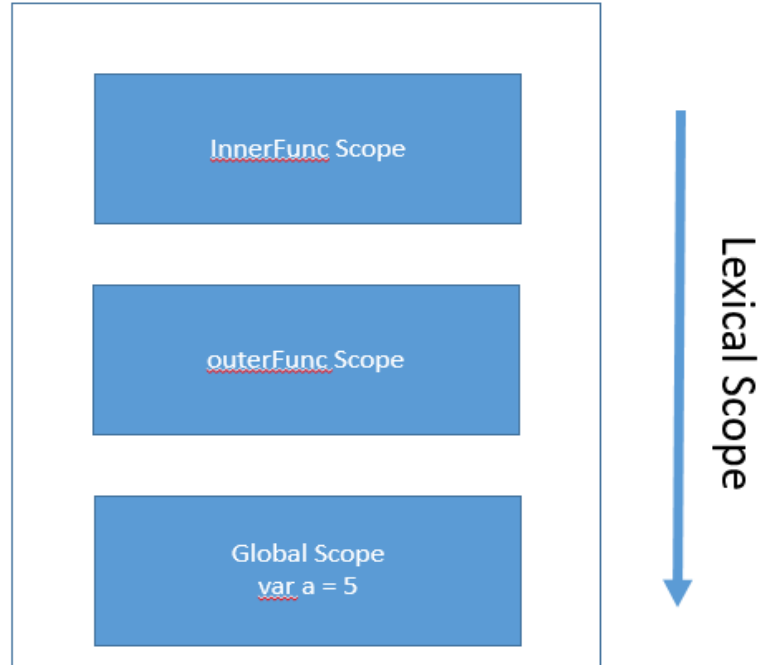 InnerFunc Scope
outerFunc Scope
Global Scope
var a = 5
Lexical Scope